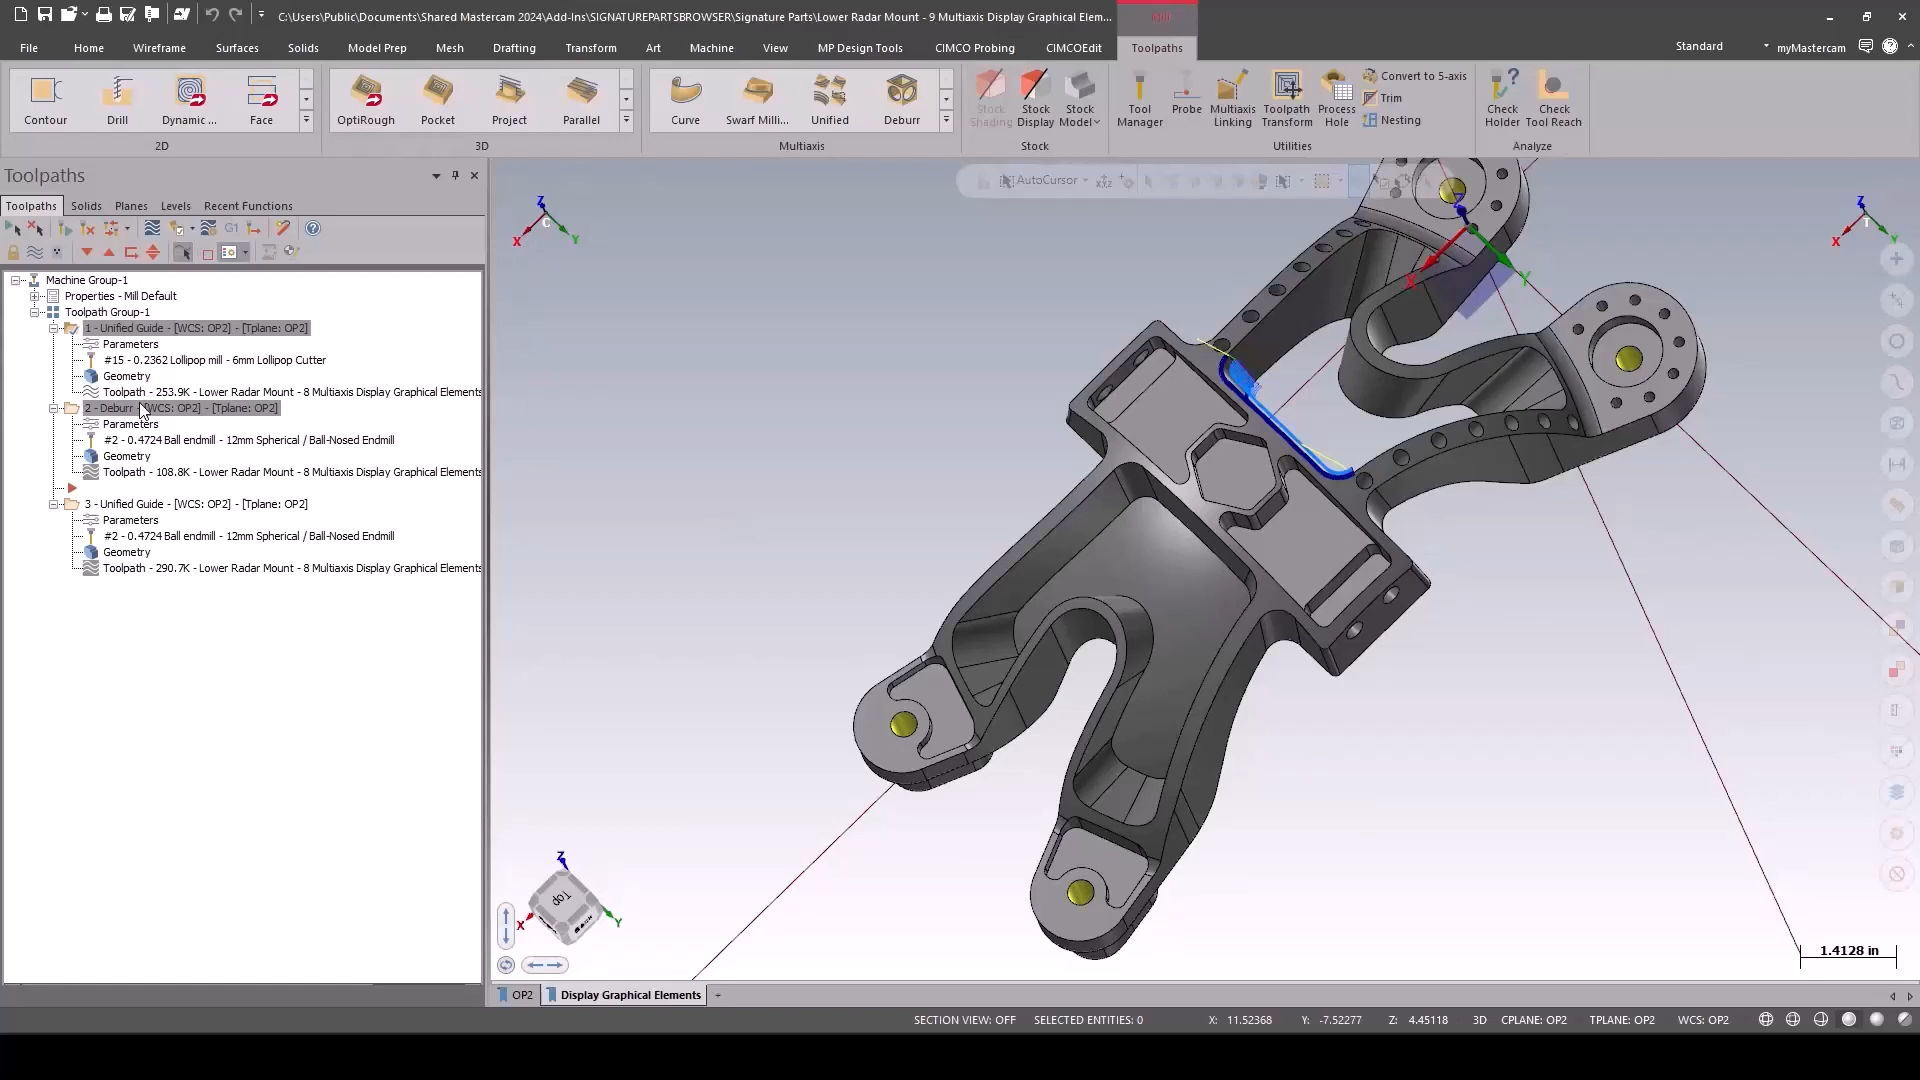 C:\Users\Public\Documents\Shared Mastercam 2024\Add-Ins\SIGNATUREPARTSBROWSER\Signature Parts\Lower Radar Mount - 9 Multiaxis Display Graphical Elem...
File Home Wireframe Surfaces Solids Model Prep Mesh Drafting Transform Art Machine View MP Design Tools CIMCO Probing CIMCOEdit Toolpaths Standard myMastercam
Contour Drill Dynamic ... Face OptiRough Pocket Project Parallel Curve Swarf Milli... Unified Deburr
Stock Shading Stock Display Stock Model Tool Manager Probe Multiaxis Linking Toolpath Transform Process Hole
Convert to 5-axis
Trim
Nesting
Check Holder Check Tool Reach
2D 3D Multiaxis Stock Utilities Analyze
Toolpaths
Toolpaths Solids Planes Levels Recent Functions
AutoCursor
G1
Machine Group-1
Properties - Mill Default
Toolpath Group-1
1 - Unified Guide - [WCS: OP2] - [Tplane: OP2]
Parameters
#15 - 0.2362 Lollipop mill - 6mm Lollipop Cutter
Geometry
Toolpath - 253.9K - Lower Radar Mount - 8 Multiaxis Display Graphical Elements
2 - Deburr - [WCS: OP2] - [Tplane: OP2]
Parameters
#2 - 0.4724 Ball endmill - 12mm Spherical / Ball-Nosed Endmill
Geometry
Toolpath - 108.8K - Lower Radar Mount - 8 Multiaxis Display Graphical Elements
3 - Unified Guide - [WCS: OP2] - [Tplane: OP2]
Parameters
#2 - 0.4724 Ball endmill - 12mm Spherical / Ball-Nosed Endmill
Geometry
Toolpath - 290.7K - Lower Radar Mount - 8 Multiaxis Display Graphical Elements
Z
X C Y
Z
X T Y
Z
X Y
Z
TOP
X Y
1.4128 in
OP2 Display Graphical Elements +
SECTION VIEW: OFF SELECTED ENTITIES: 0 X: 11.52368 Y: -7.52277 Z: 4.45118 3D CPLANE: OP2 TPLANE: OP2 WCS: OP2